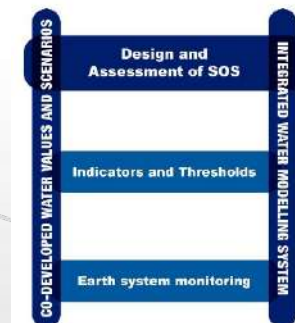 CO-DEVELOPED WATER VALUES AND SCENARIOS
Design and
Assessment of SOS
Indicators and Thresholds
Earth system monitoring
INTEGRATED WATER MODELLING SYSTEM